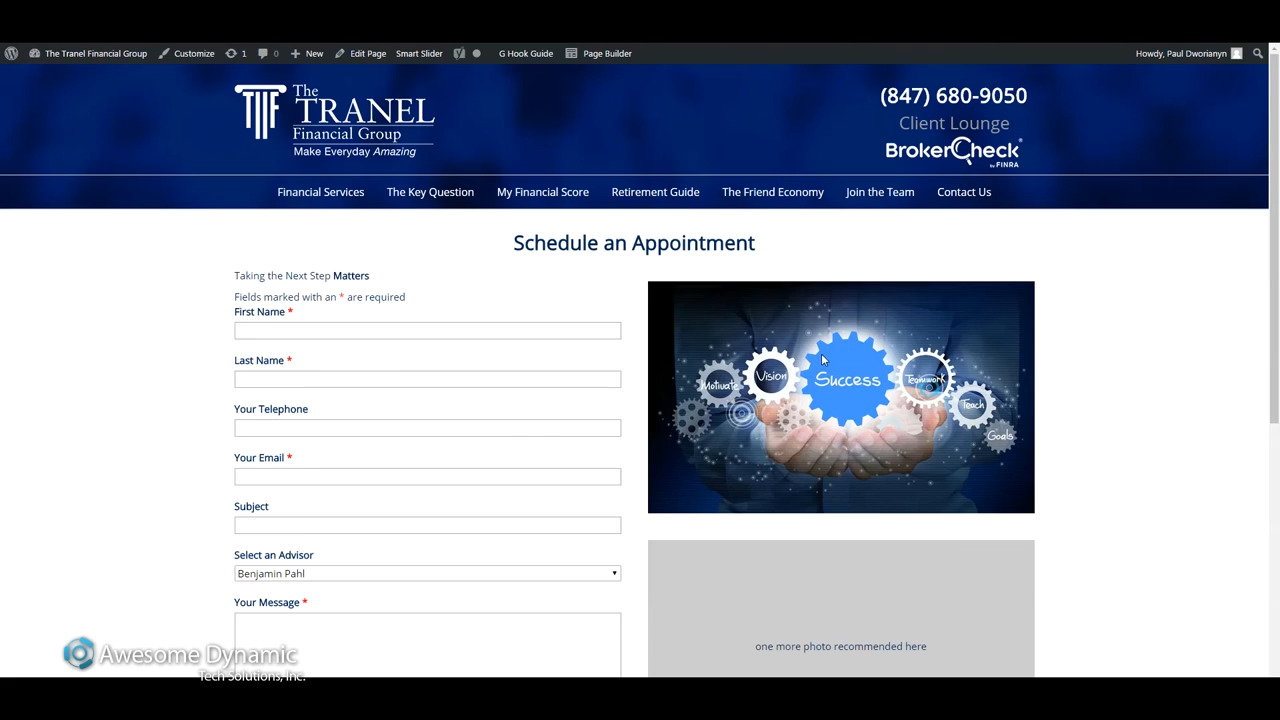 The Tranel Financial Group Customize 1 0 New Edit Page Smart Slider G Hook Guide Page Builder Howdy, Paul Dworianyn
The
TRANEL
Financial Group
Make Everyday Amazing
(847) 680-9050
Client Lounge
BrokerCheck
by FINRA
Financial Services The Key Question My Financial Score Retirement Guide The Friend Economy Join the Team Contact Us
Schedule an Appointment
Taking the Next Step Matters
Fields marked with an * are required
First Name *
Last Name *
Your Telephone
Your Email *
Subject
Select an Advisor
Benjamin Pahl
Your Message *
Motivate Vision Success Teamwork Teach Goals
one more photo recommended here
Awesome Dynamic
Tech Solutions, Inc.